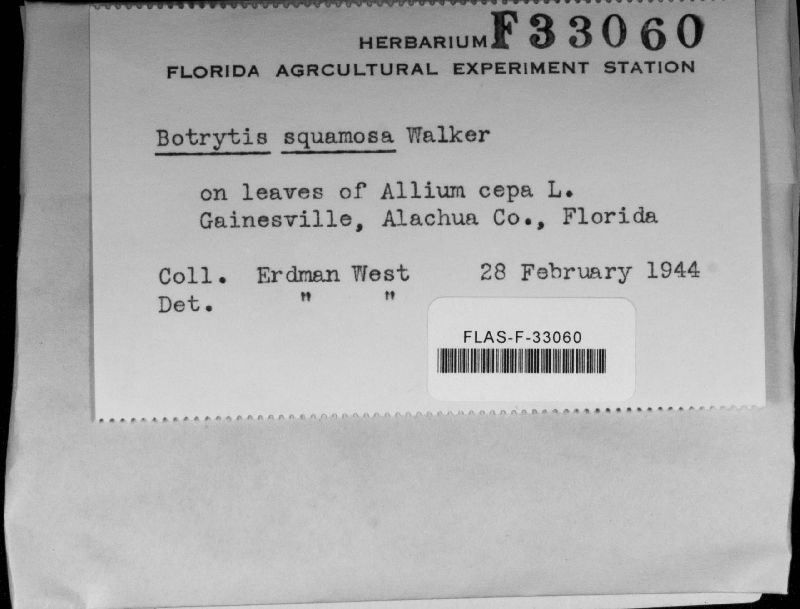 HERBARIUM F 33060
FLORIDA AGRCULTURAL EXPERIMENT STATION
Botrytis squamosa Walker
on leaves of Allium cepa L.
Gainesville, Alachua Co., Florida
Coll. Erdman West 28 February 1944
Det. " "
FLAS-F-33060